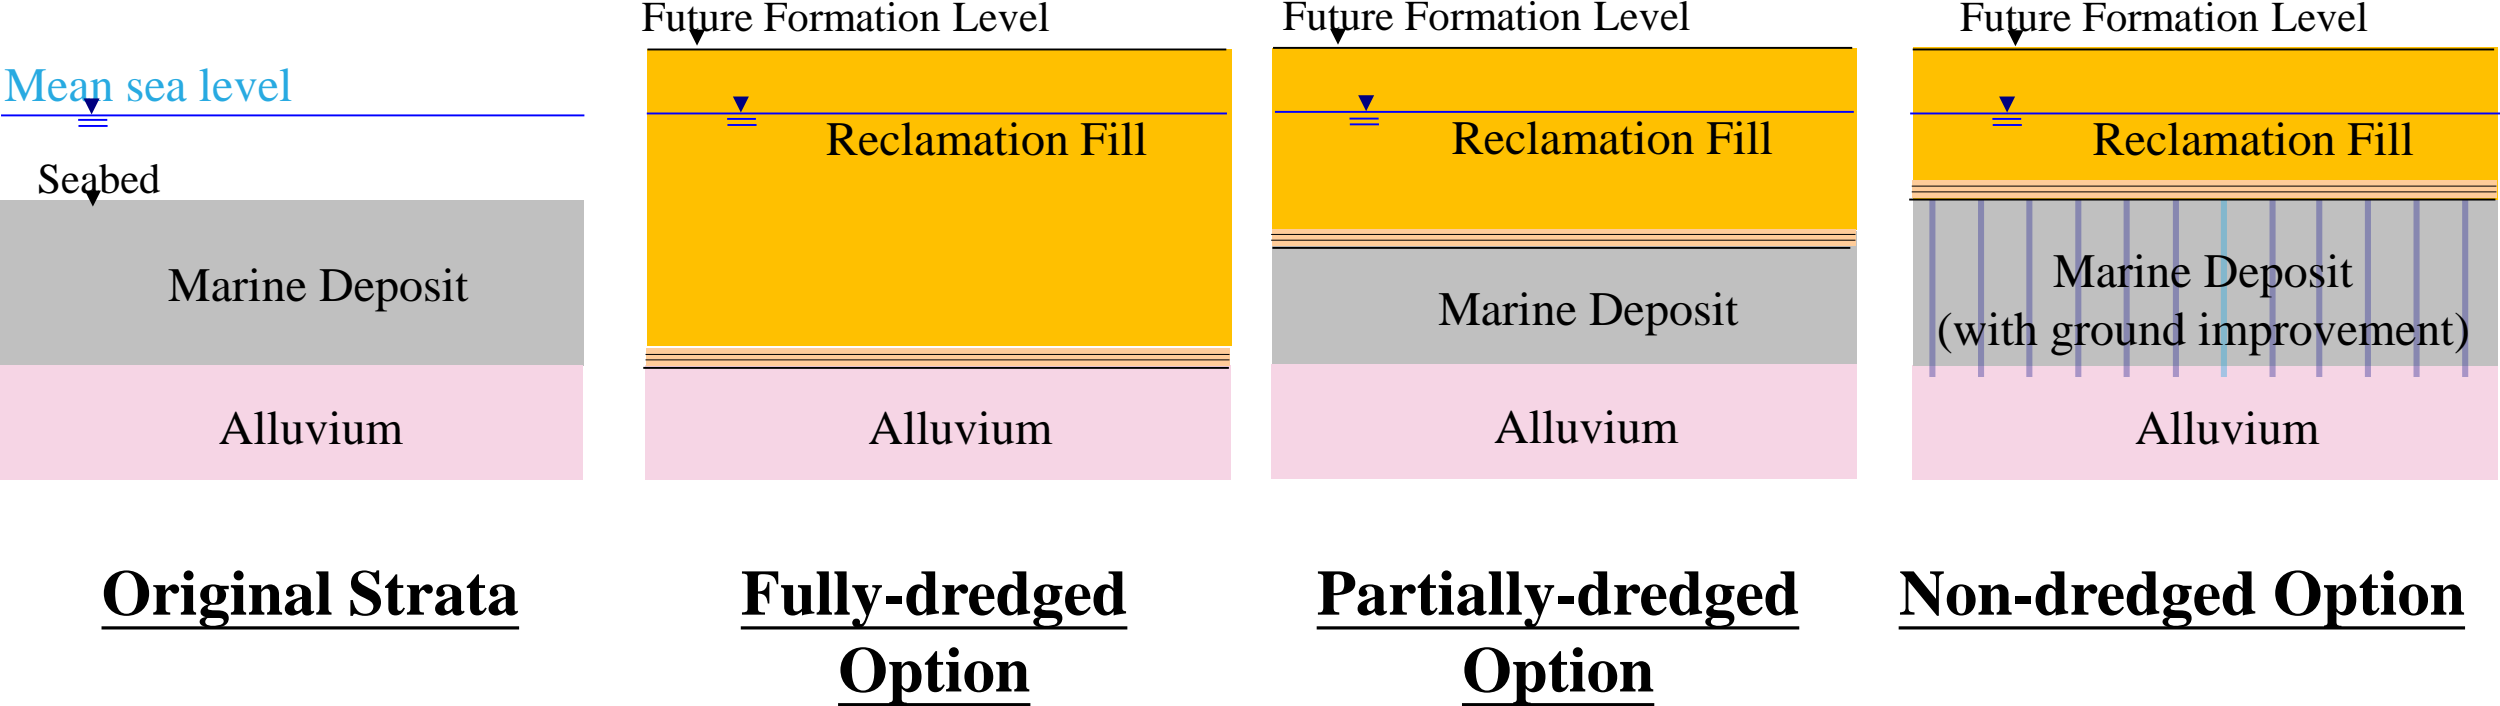 Mean sea level
Seabed
Marine Deposit
Alluvium
Original Strata
Future Formation Level
Reclamation Fill
Alluvium
Fully-dredged
Option
Future Formation Level
Reclamation Fill
Marine Deposit
Alluvium
Partially-dredged
Option
Future Formation Level
Reclamation Fill
Marine Deposit
(with ground improvement)
Alluvium
Non-dredged Option